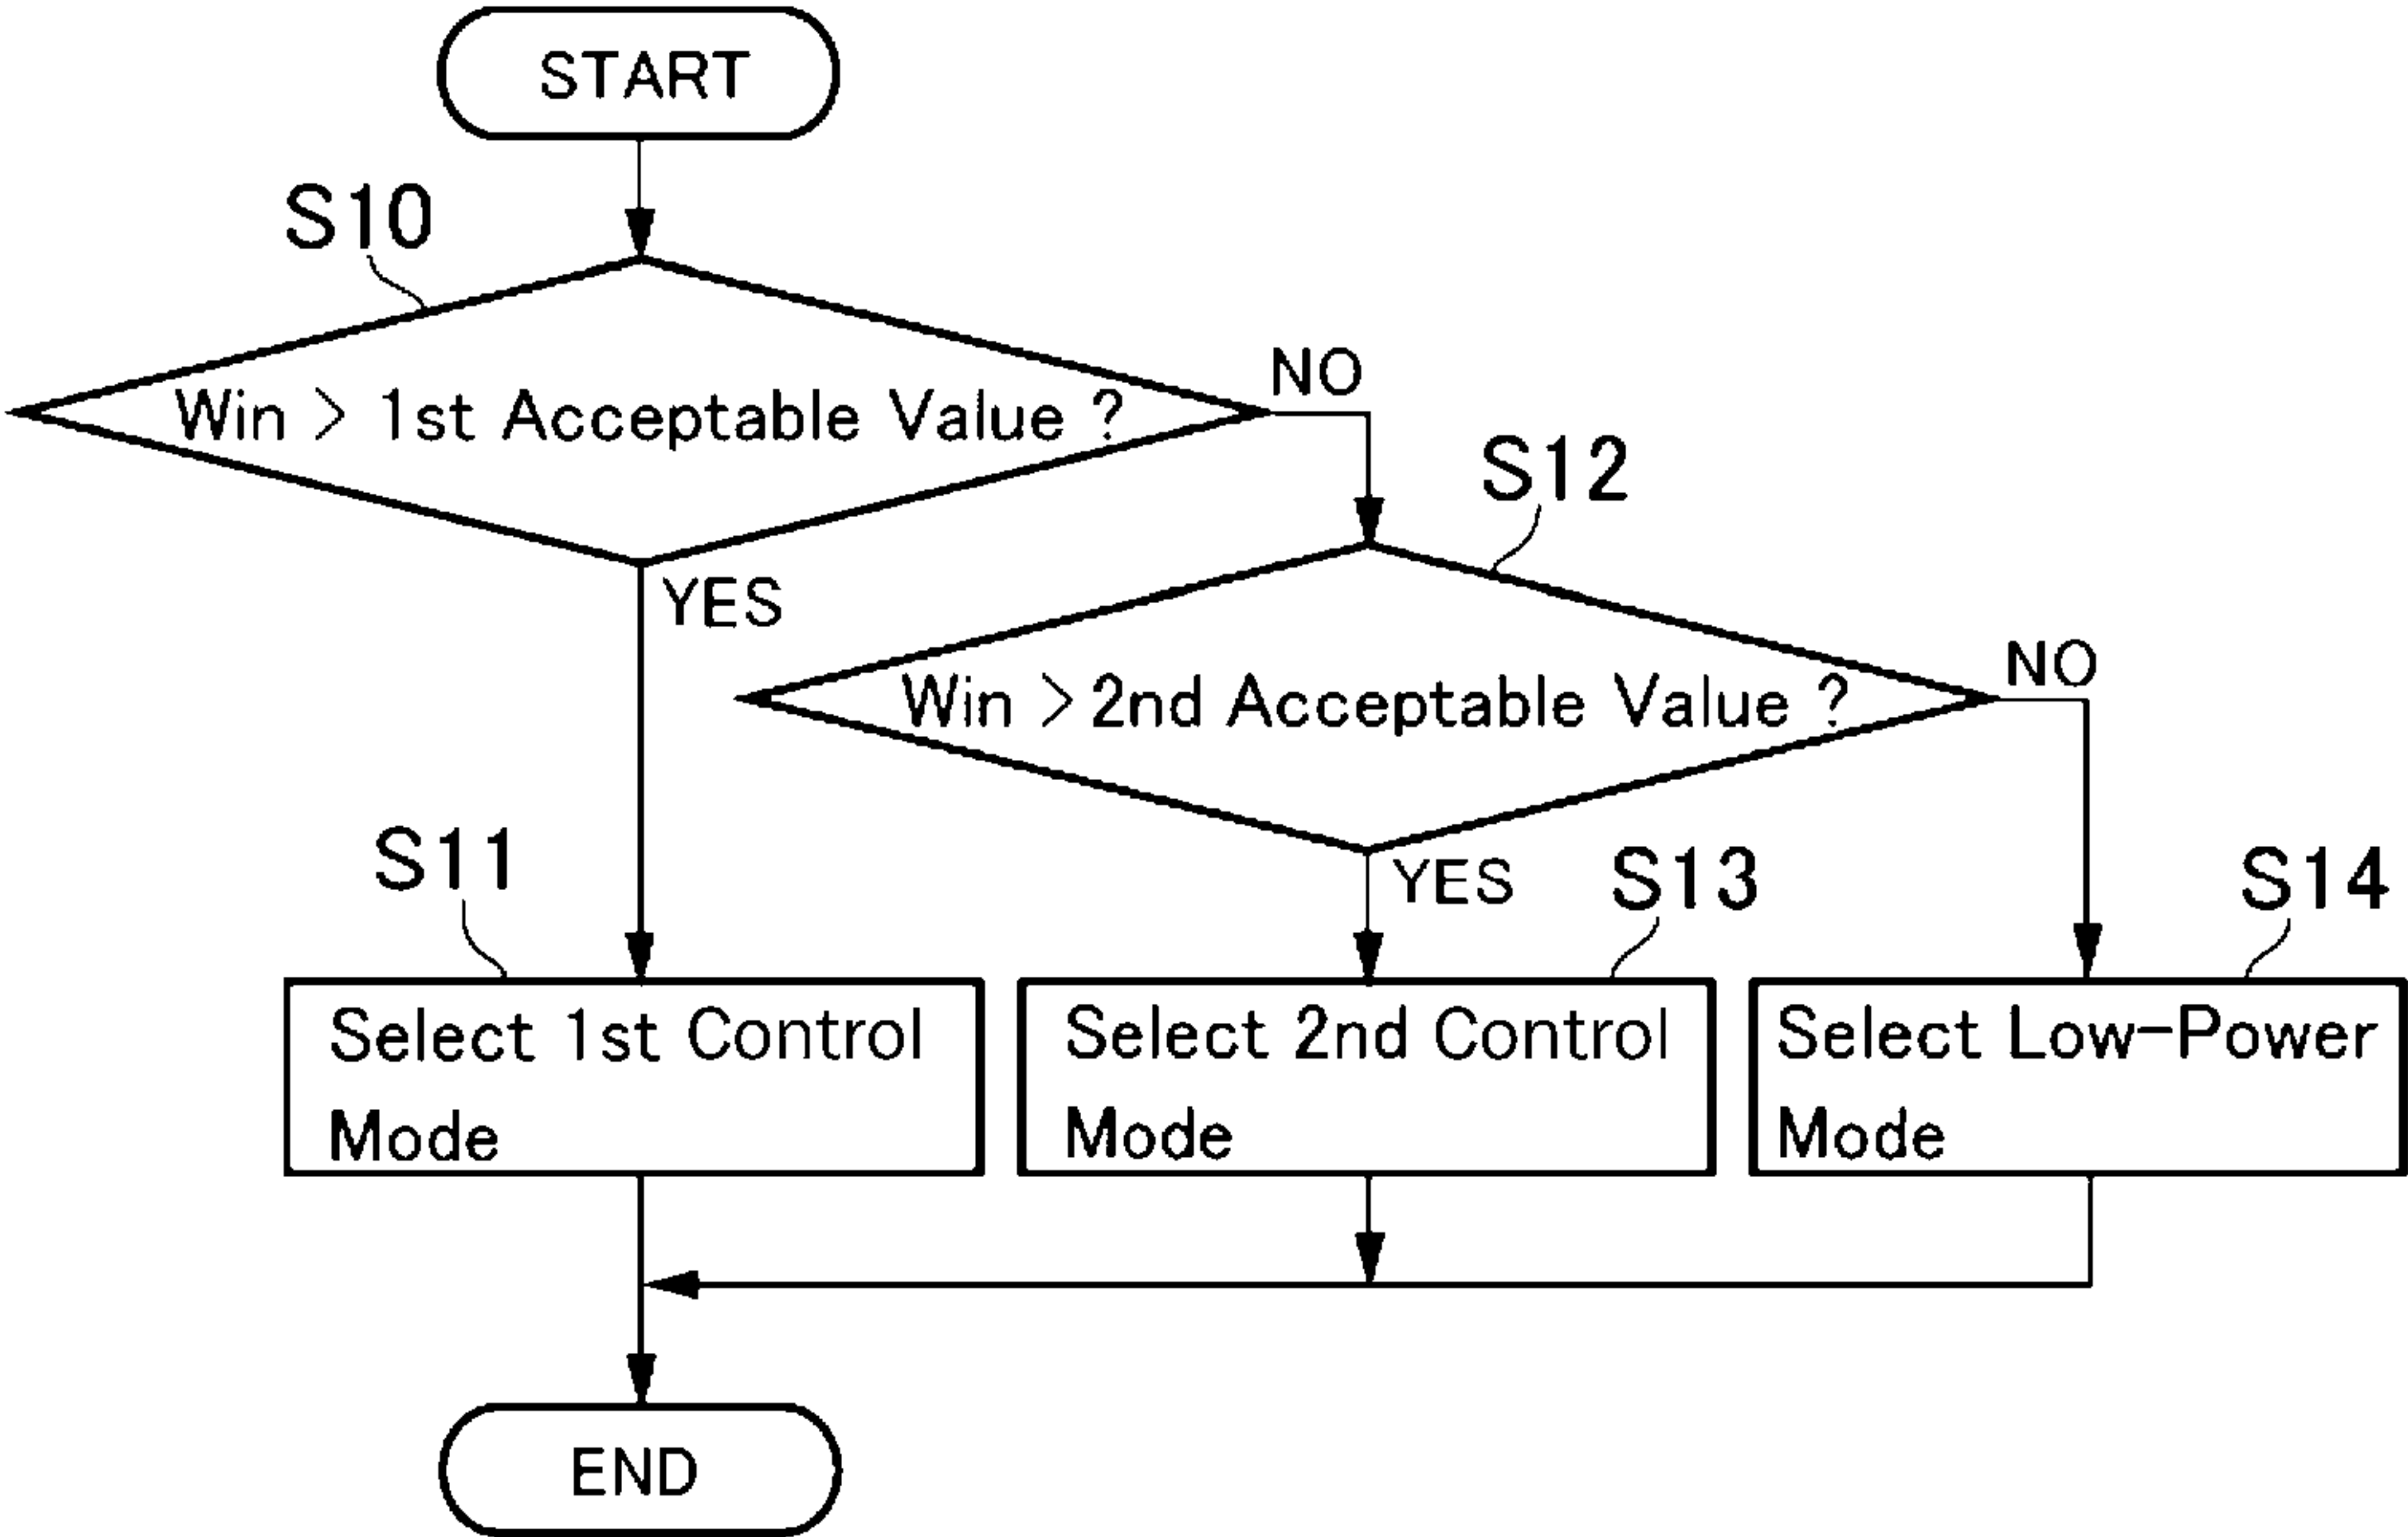 START
S10
Win > 1st Acceptable Value ?
NO
S12
YES
Win > 2nd Acceptable Value ?
NO
S11
YES
S13
S14
Select 1st Control
Mode
Select 2nd Control
Mode
Select Low-Power
Mode
END